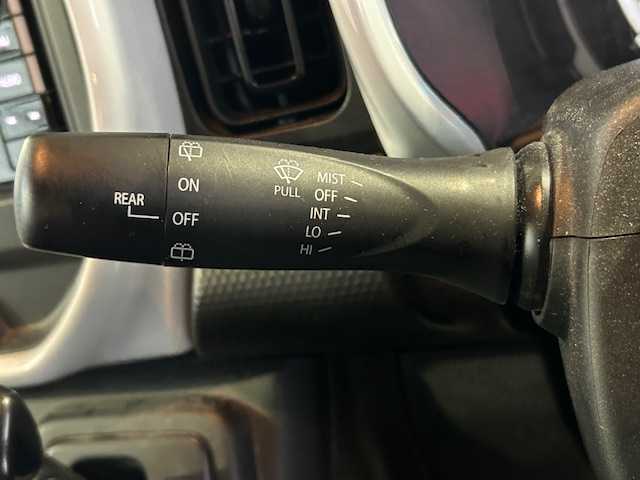 REAR
ON
OFF
PULL
MIST
OFF
INT
LO
HI